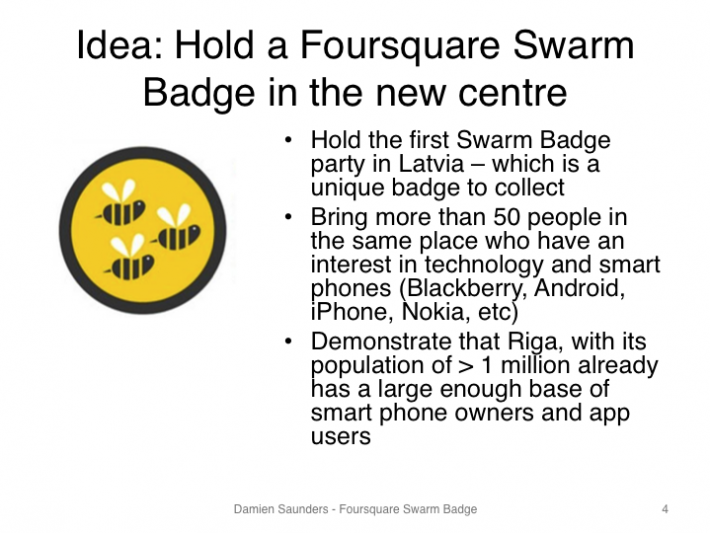 Idea: Hold a Foursquare Swarm
Badge in the new centre
• Hold the first Swarm Badge
party in Latvia – which is a
unique badge to collect
• Bring more than 50 people in
the same place who have an
interest in technology and smart
phones (Blackberry, Android,
iPhone, Nokia, etc)
• Demonstrate that Riga, with its
population of > 1 million already
has a large enough base of
smart phone owners and app
users
Damien Saunders - Foursquare Swarm Badge
4